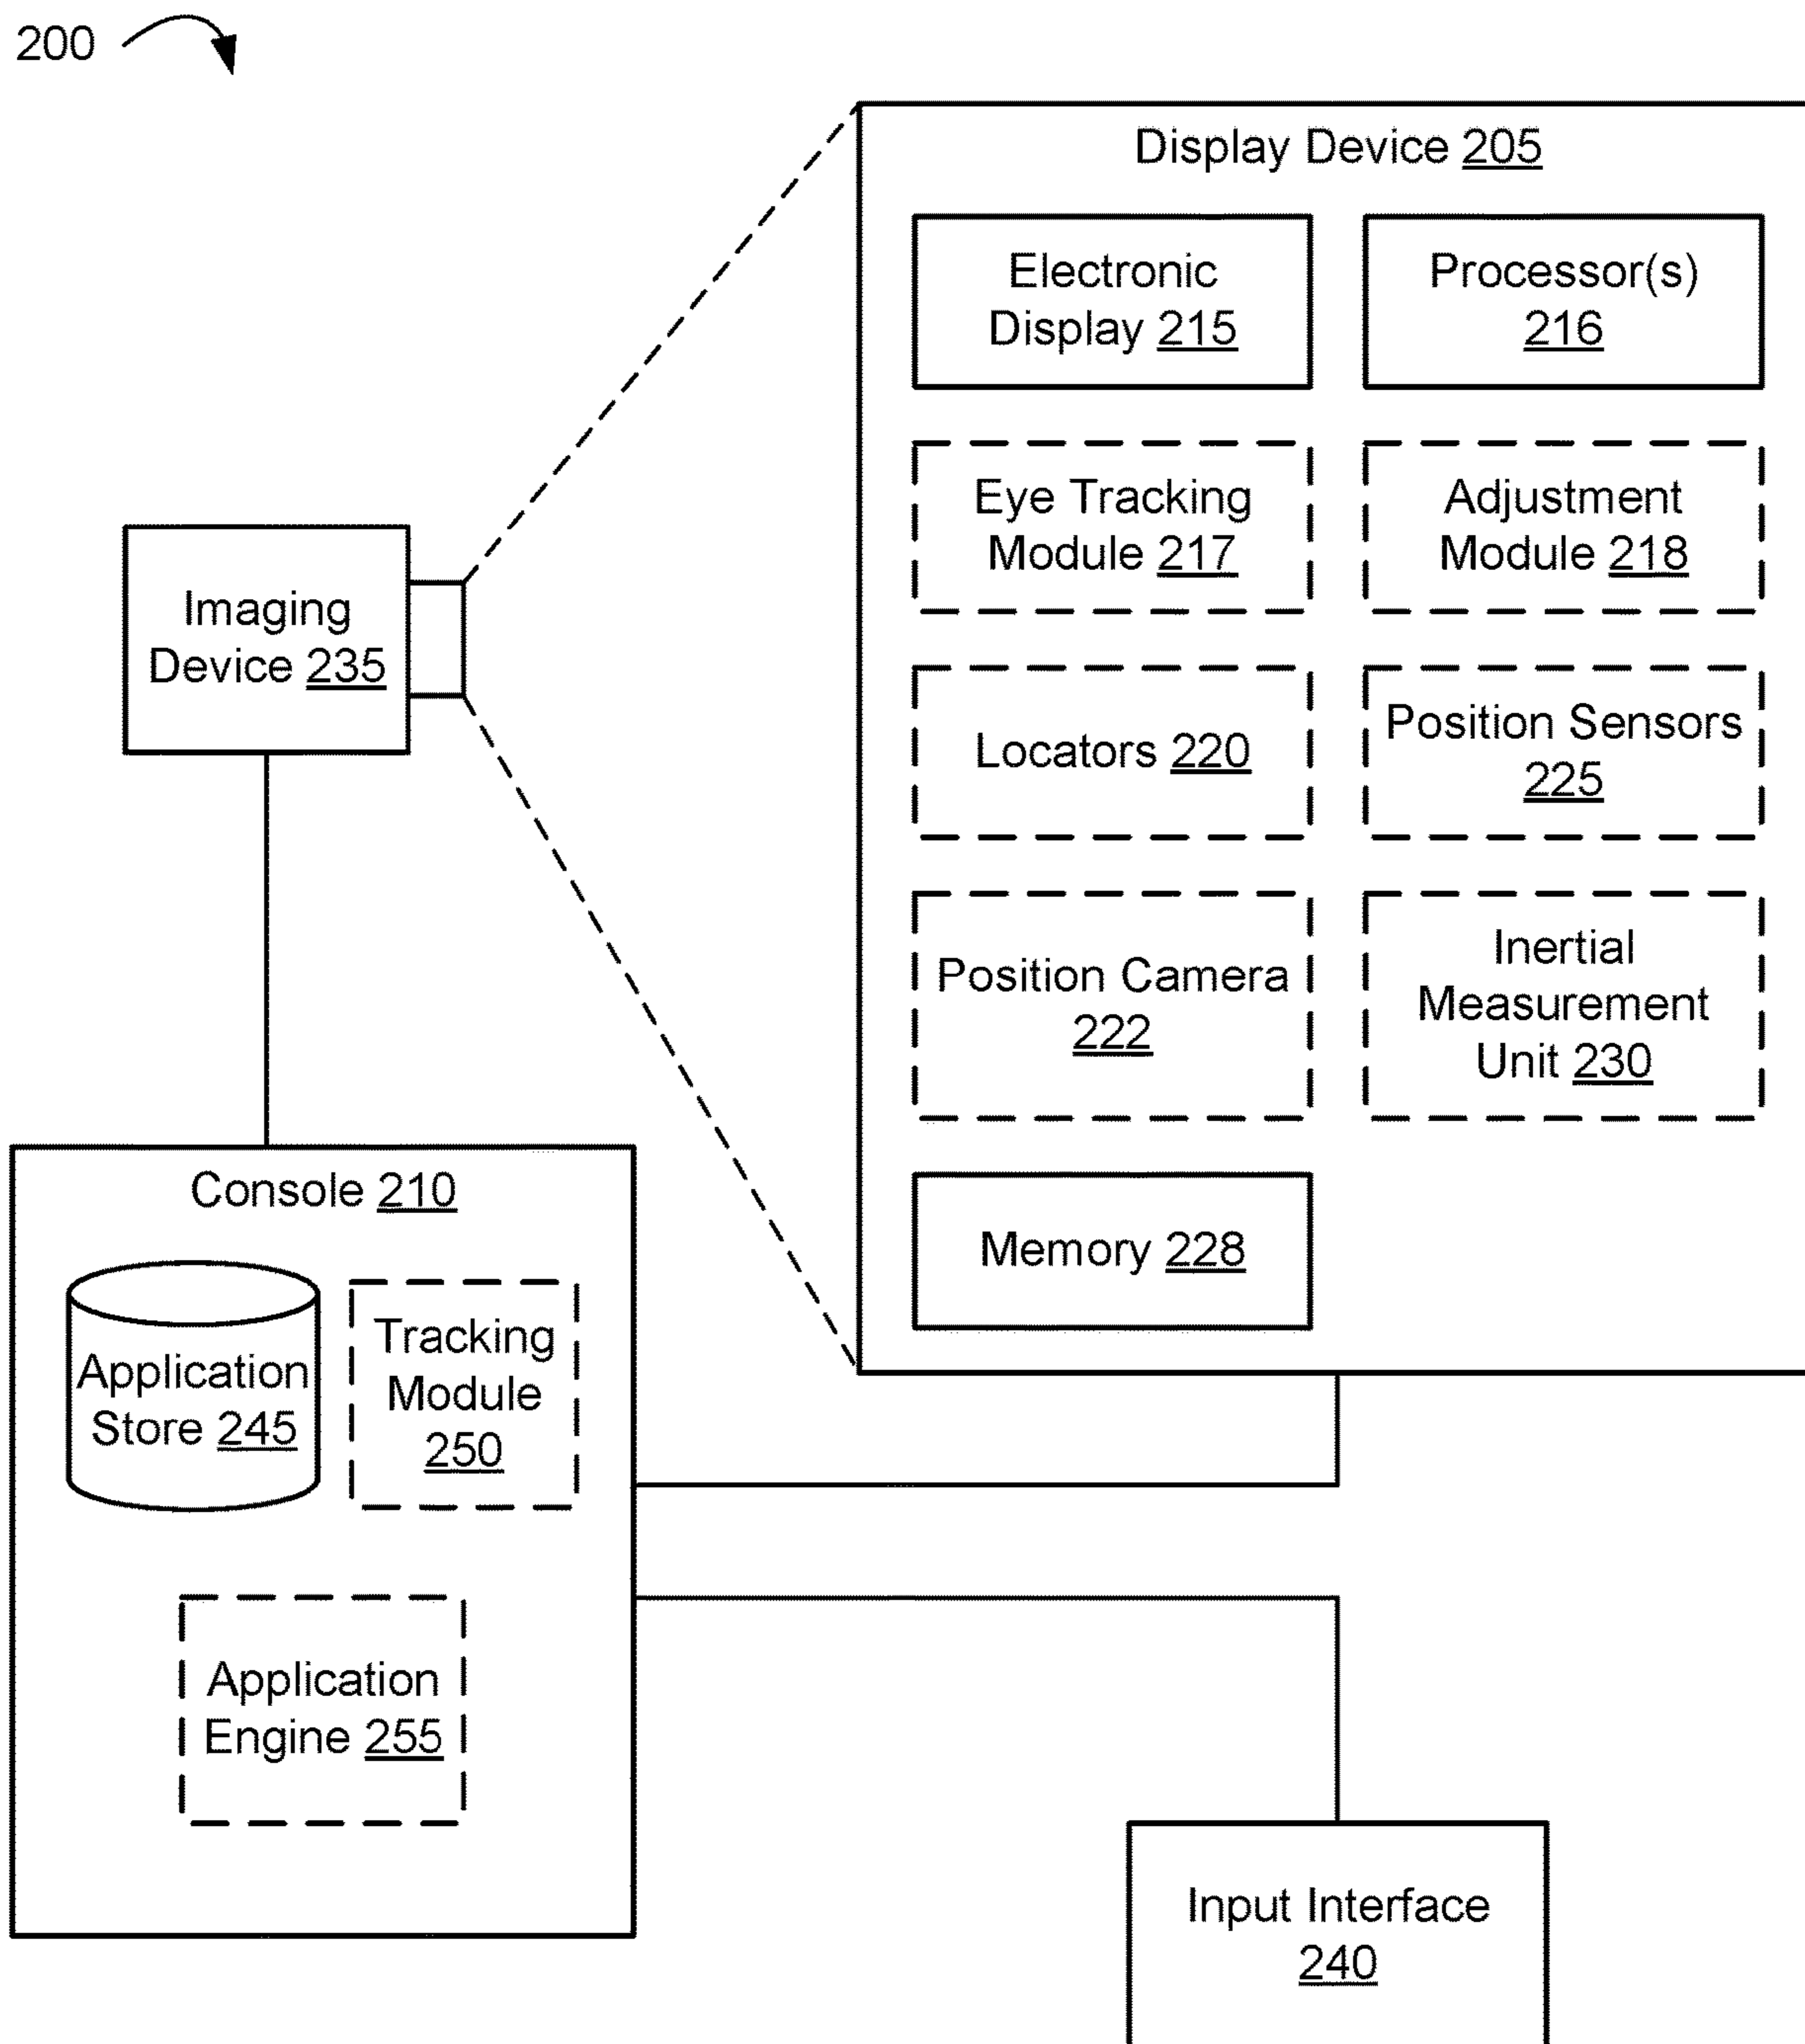 200
Display Device 205
Electronic
Display 215
Processor(s)
216
Eye Tracking
Module 217
Adjustment
Module 218
Imaging
Device 235
Locators 220
Position Sensors
225
Position Camera
222
Inertial
Measurement
Unit 230
Memory 228
Console 210
Application
Store 245
Tracking
Module
250
Application
Engine 255
Input Interface
240